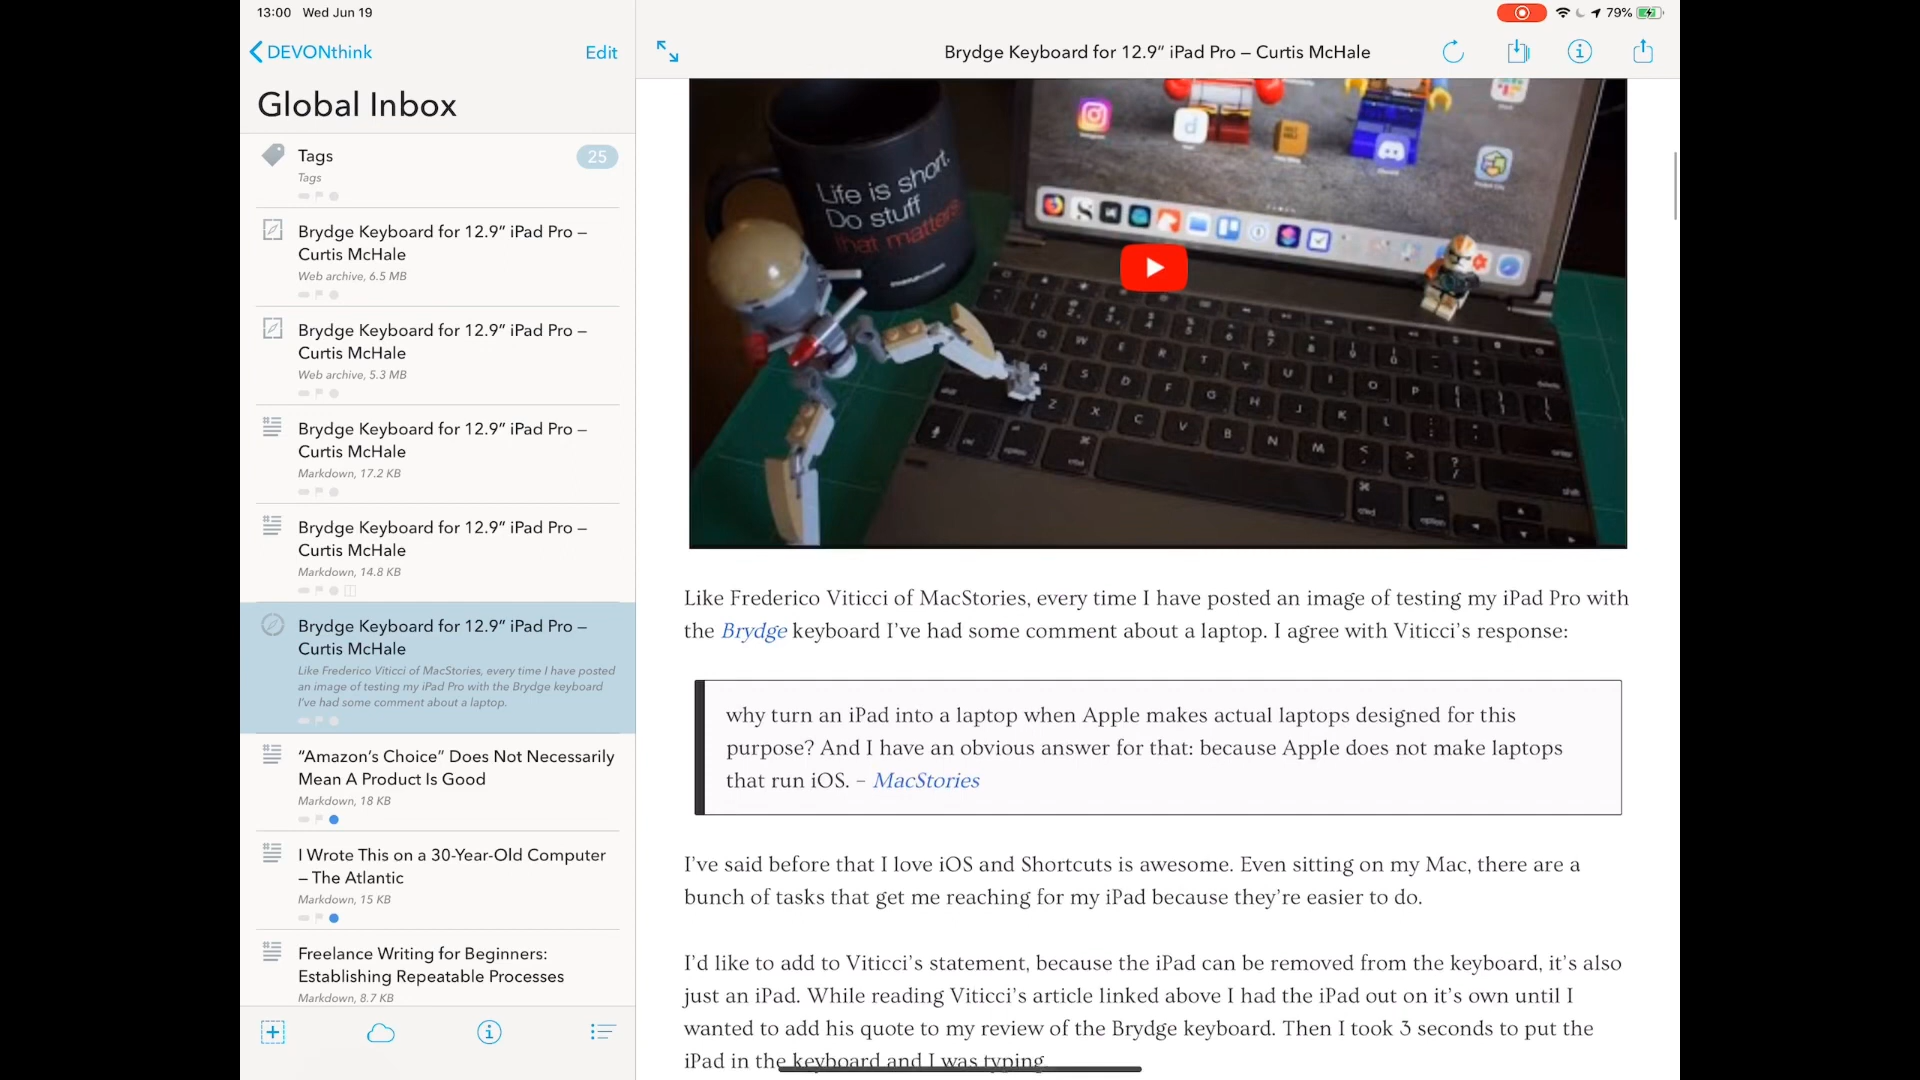 13:00 Wed Jun 19
79%
DEVONthink
Edit
Global Inbox
Tags
25
Tags
Brydge Keyboard for 12.9” iPad Pro –
Curtis McHale
Web archive, 6.5 MB
Brydge Keyboard for 12.9” iPad Pro –
Curtis McHale
Web archive, 5.3 MB
Brydge Keyboard for 12.9” iPad Pro –
Curtis McHale
Markdown, 17.2 KB
Brydge Keyboard for 12.9” iPad Pro –
Curtis McHale
Markdown, 14.8 KB
Brydge Keyboard for 12.9” iPad Pro –
Curtis McHale
Like Frederico Viticci of MacStories, every time I have posted
an image of testing my iPad Pro with the Brydge keyboard
I've had some comment about a laptop.
“Amazon’s Choice” Does Not Necessarily
Mean A Product Is Good
Markdown, 18 KB
I Wrote This on a 30-Year-Old Computer
– The Atlantic
Markdown, 15 KB
Freelance Writing for Beginners:
Establishing Repeatable Processes
Markdown, 8.7 KB
Brydge Keyboard for 12.9” iPad Pro – Curtis McHale
Life is short.
Do stuff
that matters.
Like Frederico Viticci of MacStories, every time I have posted an image of testing my iPad Pro with
the Brydge keyboard I’ve had some comment about a laptop. I agree with Viticci’s response:
why turn an iPad into a laptop when Apple makes actual laptops designed for this
purpose? And I have an obvious answer for that: because Apple does not make laptops
that run iOS. – MacStories
I’ve said before that I love iOS and Shortcuts is awesome. Even sitting on my Mac, there are a
bunch of tasks that get me reaching for my iPad because they’re easier to do.
I’d like to add to Viticci’s statement, because the iPad can be removed from the keyboard, it’s also
just an iPad. While reading Viticci’s article linked above I had the iPad out on it’s own until I
wanted to add his quote to my review of the Brydge keyboard. Then I took 3 seconds to put the
iPad in the keyboard and I was typing.